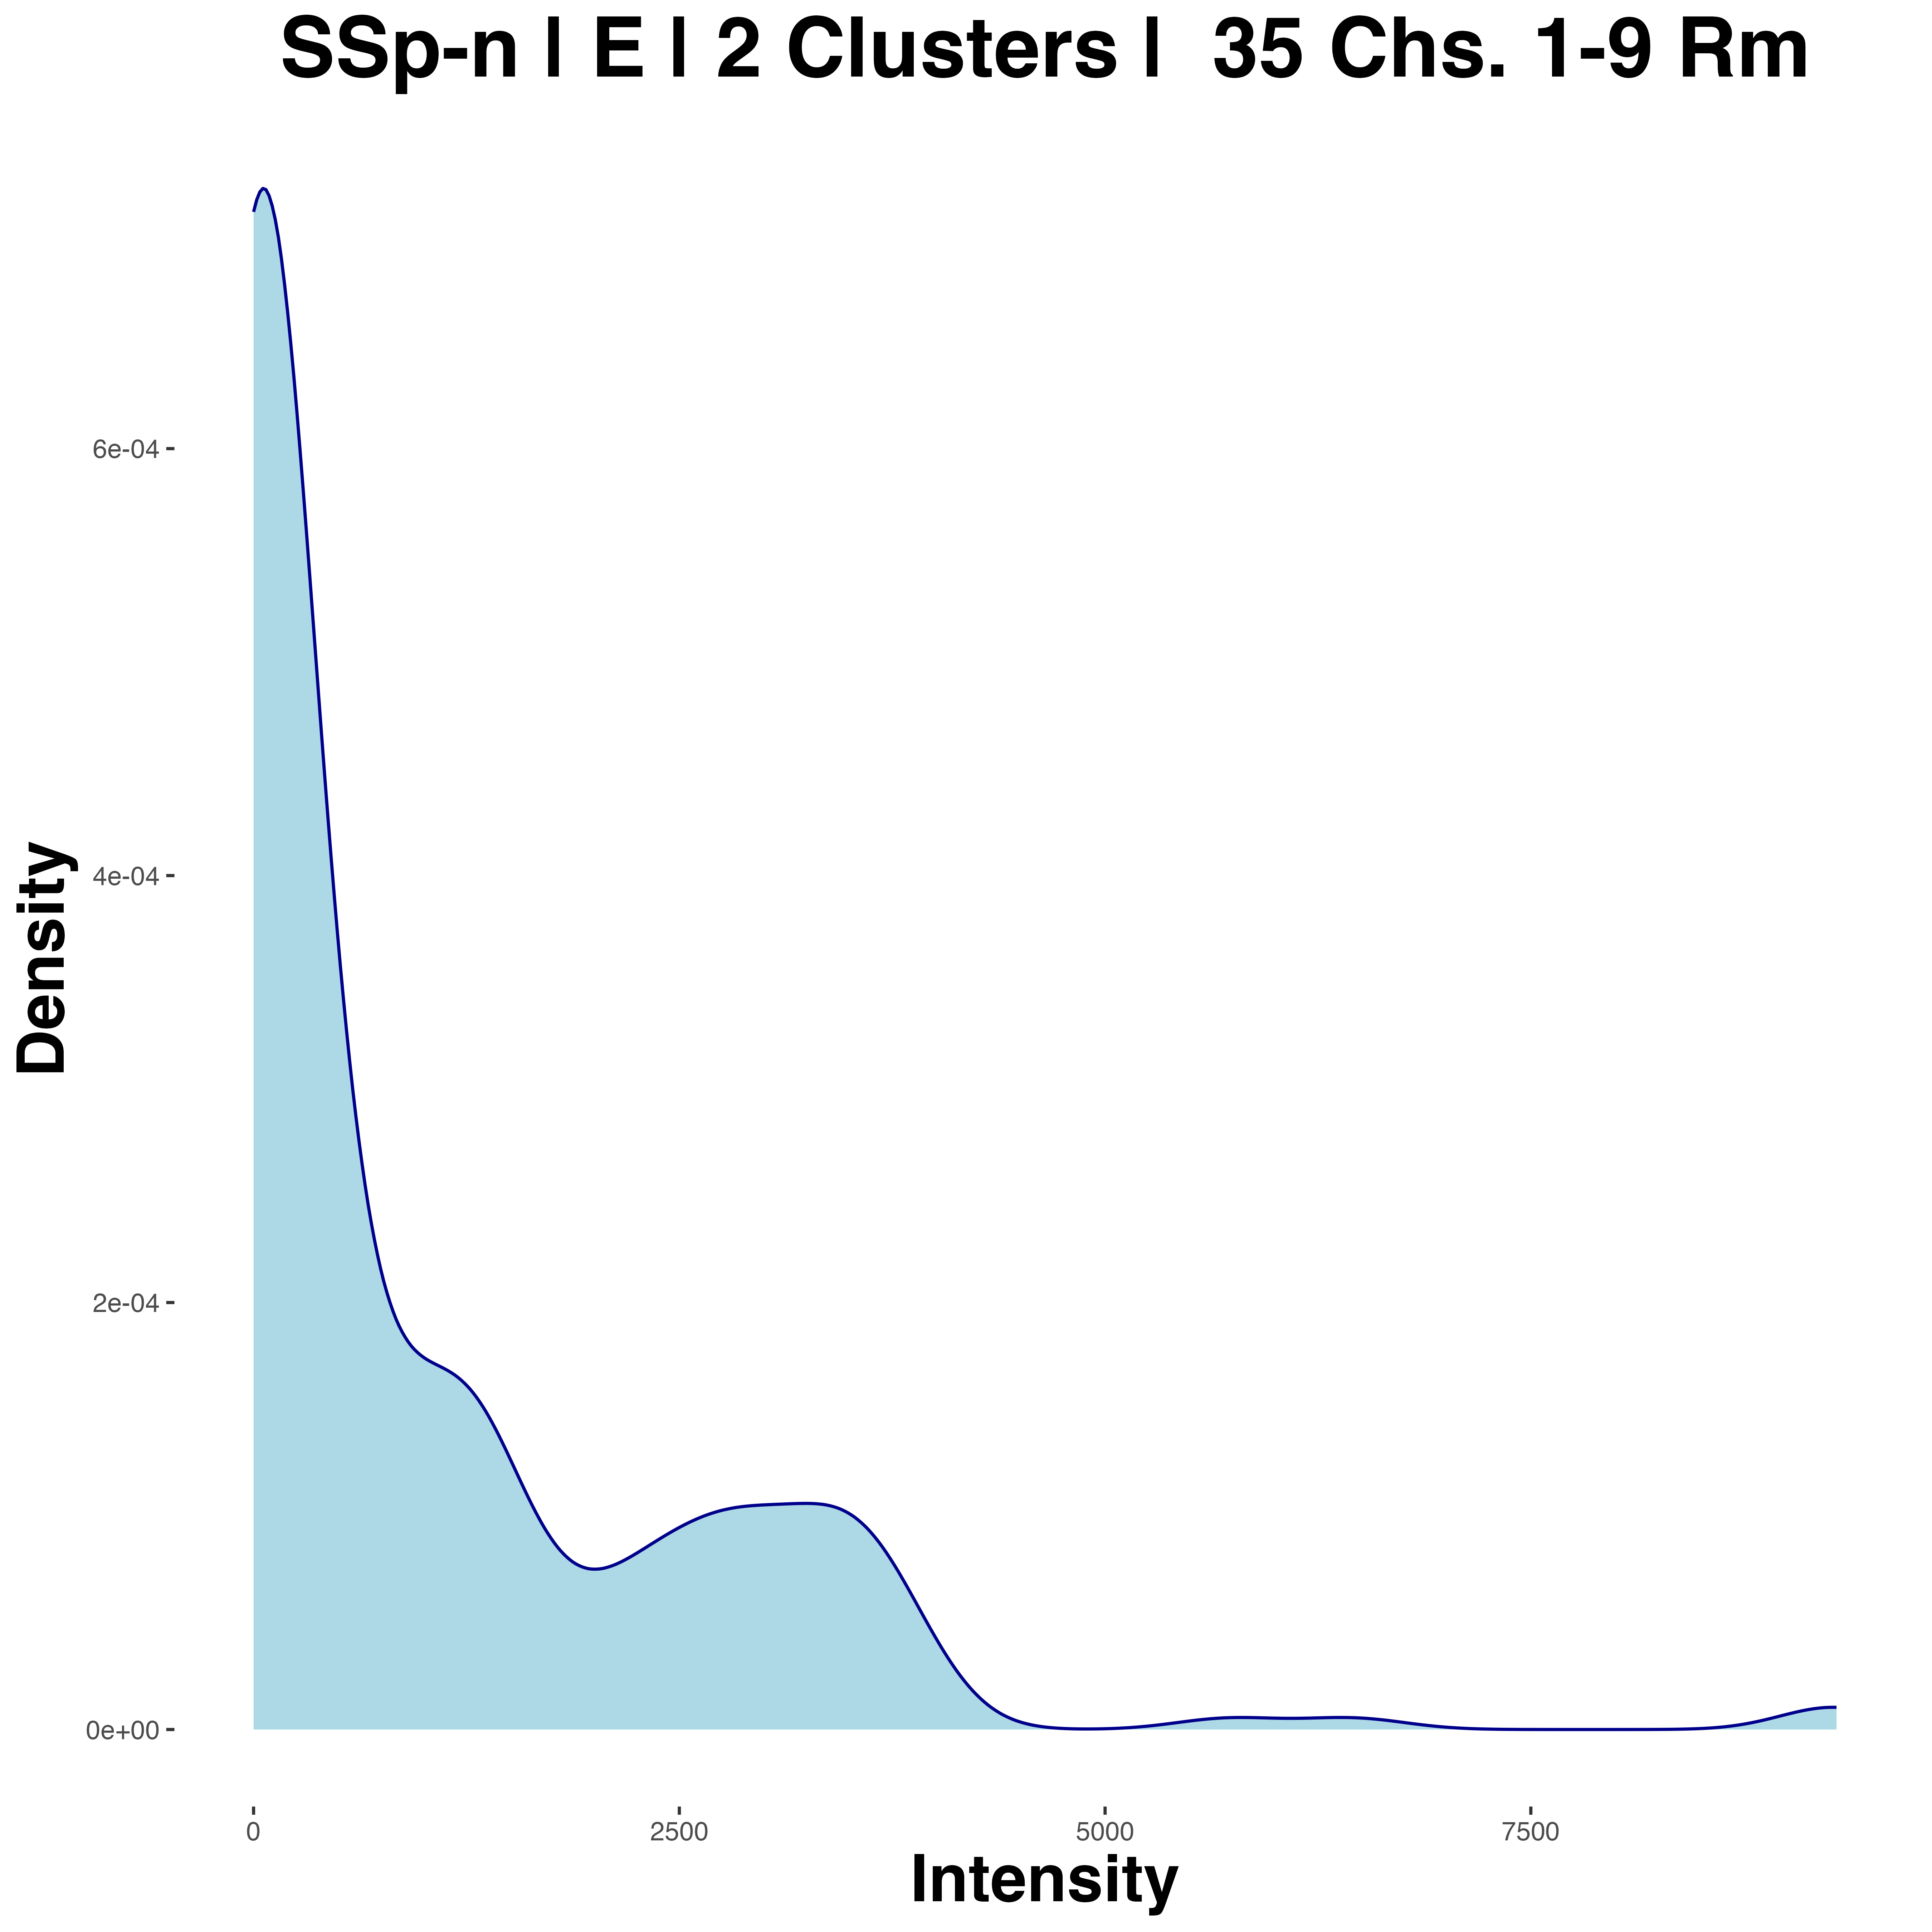 SSp-n | E | 2 Clusters |  35 Chs. 1-9 Rm
Density
6e-04
4e-04
2e-04
0e+00
0
2500
5000
7500
Intensity